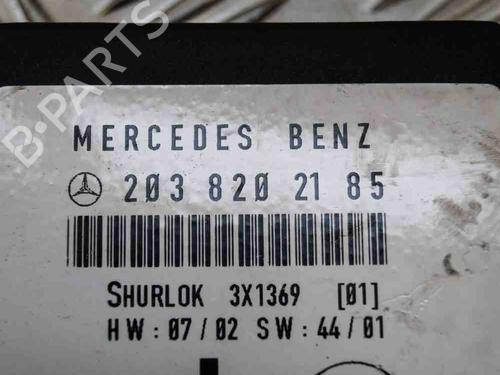 B-PARTS
MERCEDES BENZ
203 820 21 85
SHURLOK 3X1369 [01]
HW: 07/02 SW: 44/01